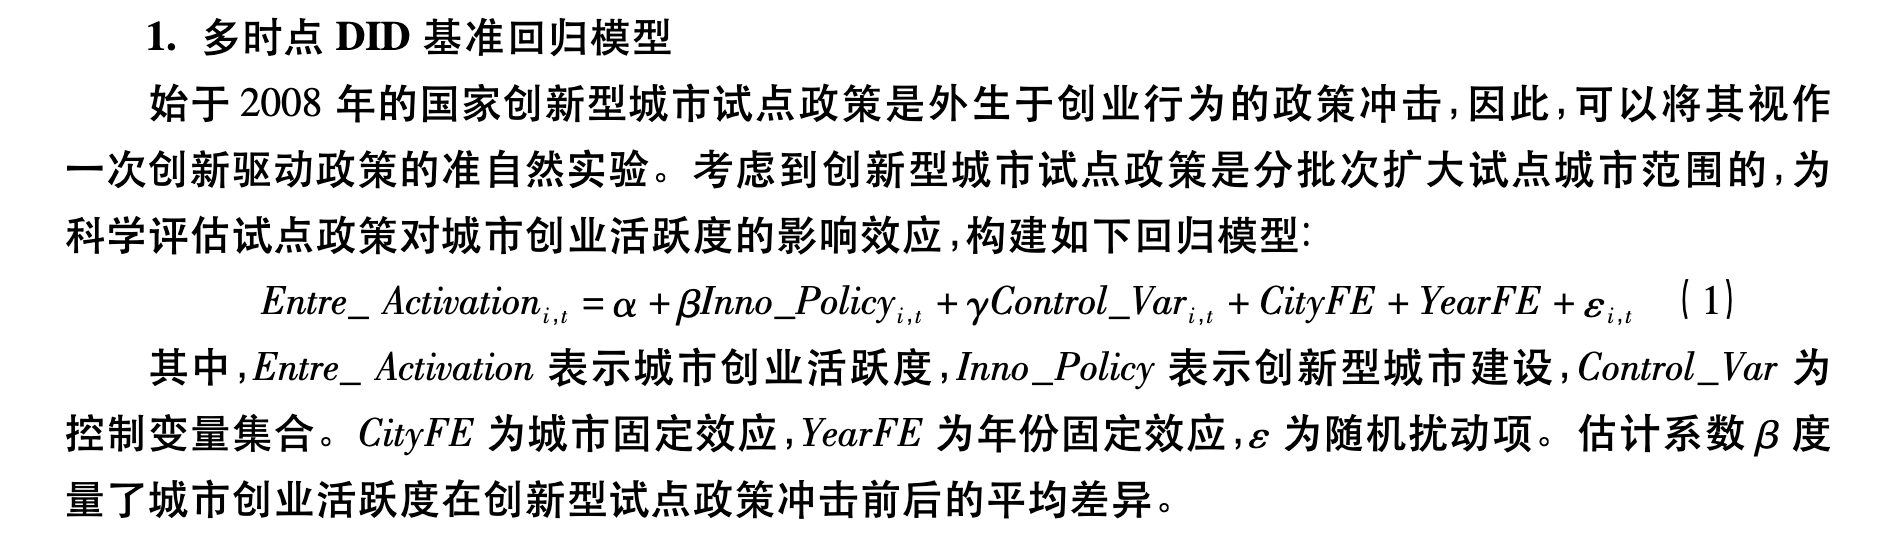 1. 多时点 DID 基准回归模型
始于 2008 年的国家创新型城市试点政策是外生于创业行为的政策冲击,因此,可以将其视作
一次创新驱动政策的准自然实验。考虑到创新型城市试点政策是分批次扩大试点城市范围的,为
科学评估试点政策对城市创业活跃度的影响效应,构建如下回归模型:
Entre_ Activation_{i,t} = α + βInno_Policy_{i,t} + γControl_Var_{i,t} + CityFE + YearFE + ε_{i,t} (1)
其中,Entre_ Activation 表示城市创业活跃度,Inno_Policy 表示创新型城市建设,Control_Var 为
控制变量集合。CityFE 为城市固定效应,YearFE 为年份固定效应,ε 为随机扰动项。估计系数 β 度
量了城市创业活跃度在创新型试点政策冲击前后的平均差异。